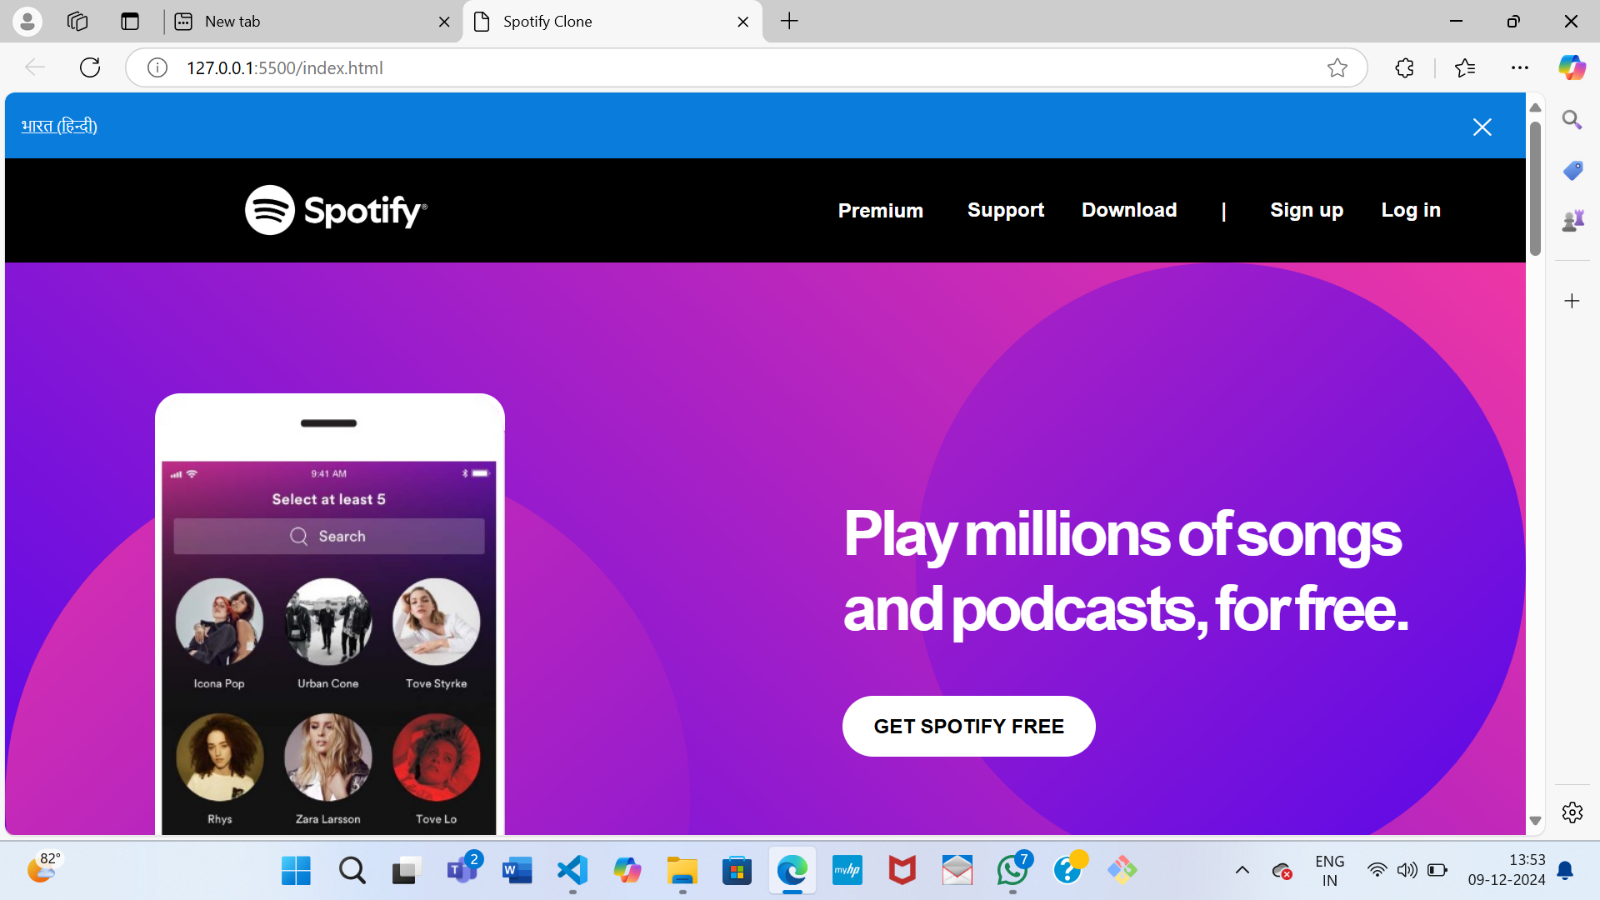 New tab
Spotify Clone
127.0.0.1:5500/index.html
भारत (हिन्दी)
Spotify®
Premium Support Download | Sign up Log in
9:41 AM
Select at least 5
Search
Icona Pop Urban Cone Tove Styrke
Rhys Zara Larsson Tove Lo
Play millions of songs
and podcasts, for free.
GET SPOTIFY FREE
82°
2
T
W
myhp
7
?
ENG
IN
13:53
09-12-2024